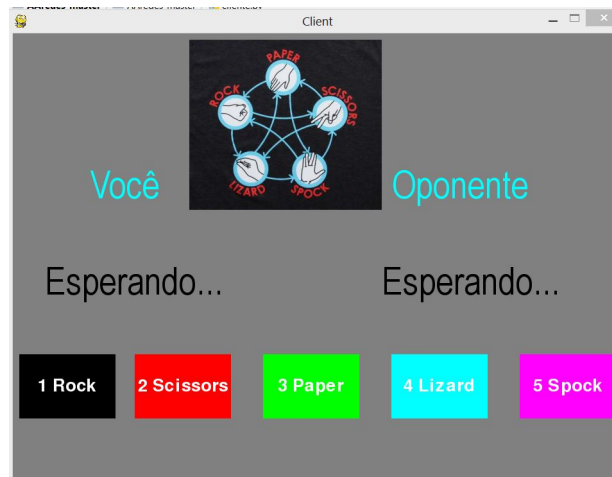 Client
PAPER
ROCK
SCISSORS
LIZARD
SPOCK
Você
Oponente
Esperando...
Esperando...
1 Rock
2 Scissors
3 Paper
4 Lizard
5 Spock